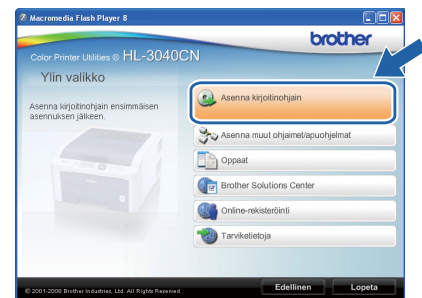 Macromedia Flash Player 8
brother
Color Printer Utilities ® HL-3040CN
Ylin valikko
Asenna kirjoitinohjain ensimmäisen
asennuksen jälkeen.
Asenna kirjoitinohjain
Asenna muut ohjaimet/apuohjelmat
Oppaat
Brother Solutions Center
Online-rekisteröinti
Tarviketietoja
© 2001-2008 Brother Industries, Ltd. All Rights Reserved.
Edellinen
Lopeta